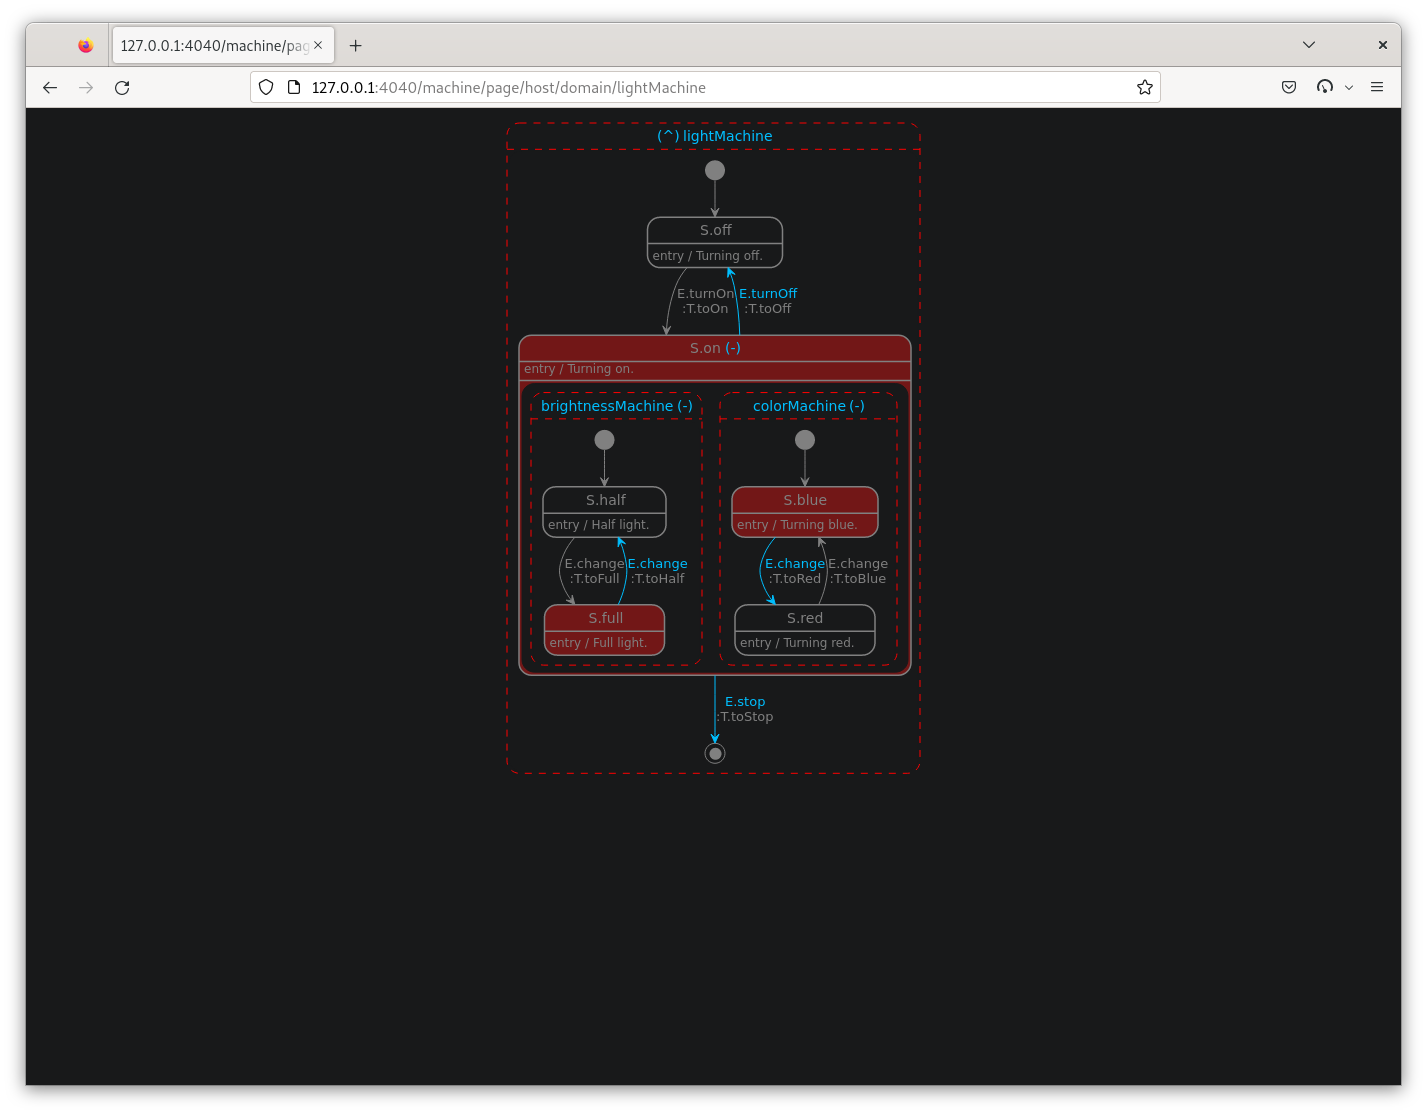 127.0.0.1:4040/machine/pag
127.0.0.1:4040/machine/page/host/domain/lightMachine
(^) lightMachine
S.off
entry / Turning off.
E.turnOn
:T.toOn
E.turnOff
:T.toOff
S.on (-)
entry / Turning on.
brightnessMachine (-)
S.half
entry / Half light.
E.change
:T.toFull
E.change
:T.toHalf
S.full
entry / Full light.
colorMachine (-)
S.blue
entry / Turning blue.
E.change
:T.toRed
E.change
:T.toBlue
S.red
entry / Turning red.
E.stop
:T.toStop